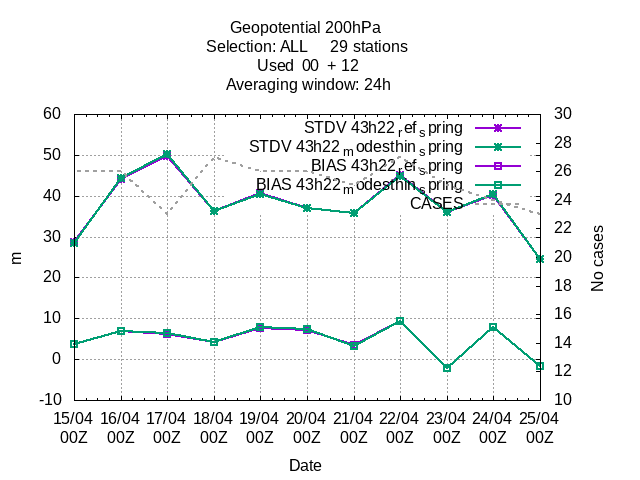 Geopotential 200hPa
Selection: ALL     29 stations
Used  00  + 12
Averaging window: 24h
STDV 43h22_ref_spring
STDV 43h22_modesthin_spring
BIAS 43h22_ref_spring
BIAS 43h22_modesthin_spring
CASES
60
50
40
30
20
10
0
-10
m
30
28
26
24
22
20
18
16
14
12
10
No cases
15/04 16/04 17/04 18/04 19/04 20/04 21/04 22/04 23/04 24/04 25/04
00Z 00Z 00Z 00Z 00Z 00Z 00Z 00Z 00Z 00Z 00Z
Date